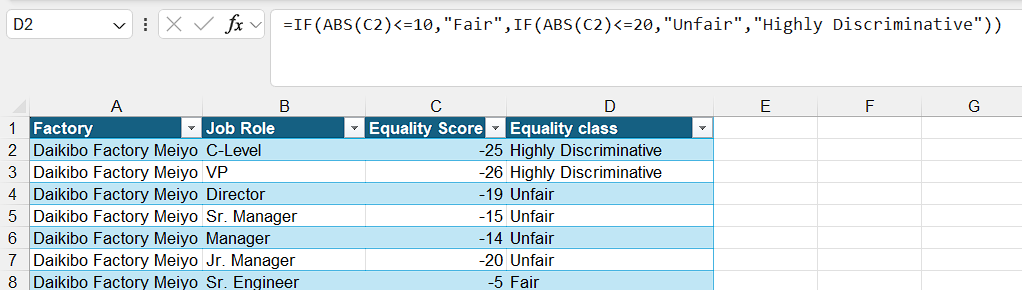 D2 fx =IF(ABS(C2)<=10,"Fair",IF(ABS(C2)<=20,"Unfair","Highly Discriminative"))
A B C D E F G
1 Factory Job Role Equality Score Equality class
2 Daikibo Factory Meiyo C-Level -25 Highly Discriminative
3 Daikibo Factory Meiyo VP -26 Highly Discriminative
4 Daikibo Factory Meiyo Director -19 Unfair
5 Daikibo Factory Meiyo Sr. Manager -15 Unfair
6 Daikibo Factory Meiyo Manager -14 Unfair
7 Daikibo Factory Meiyo Jr. Manager -20 Unfair
8 Daikibo Factory Meiyo Sr. Engineer -5 Fair